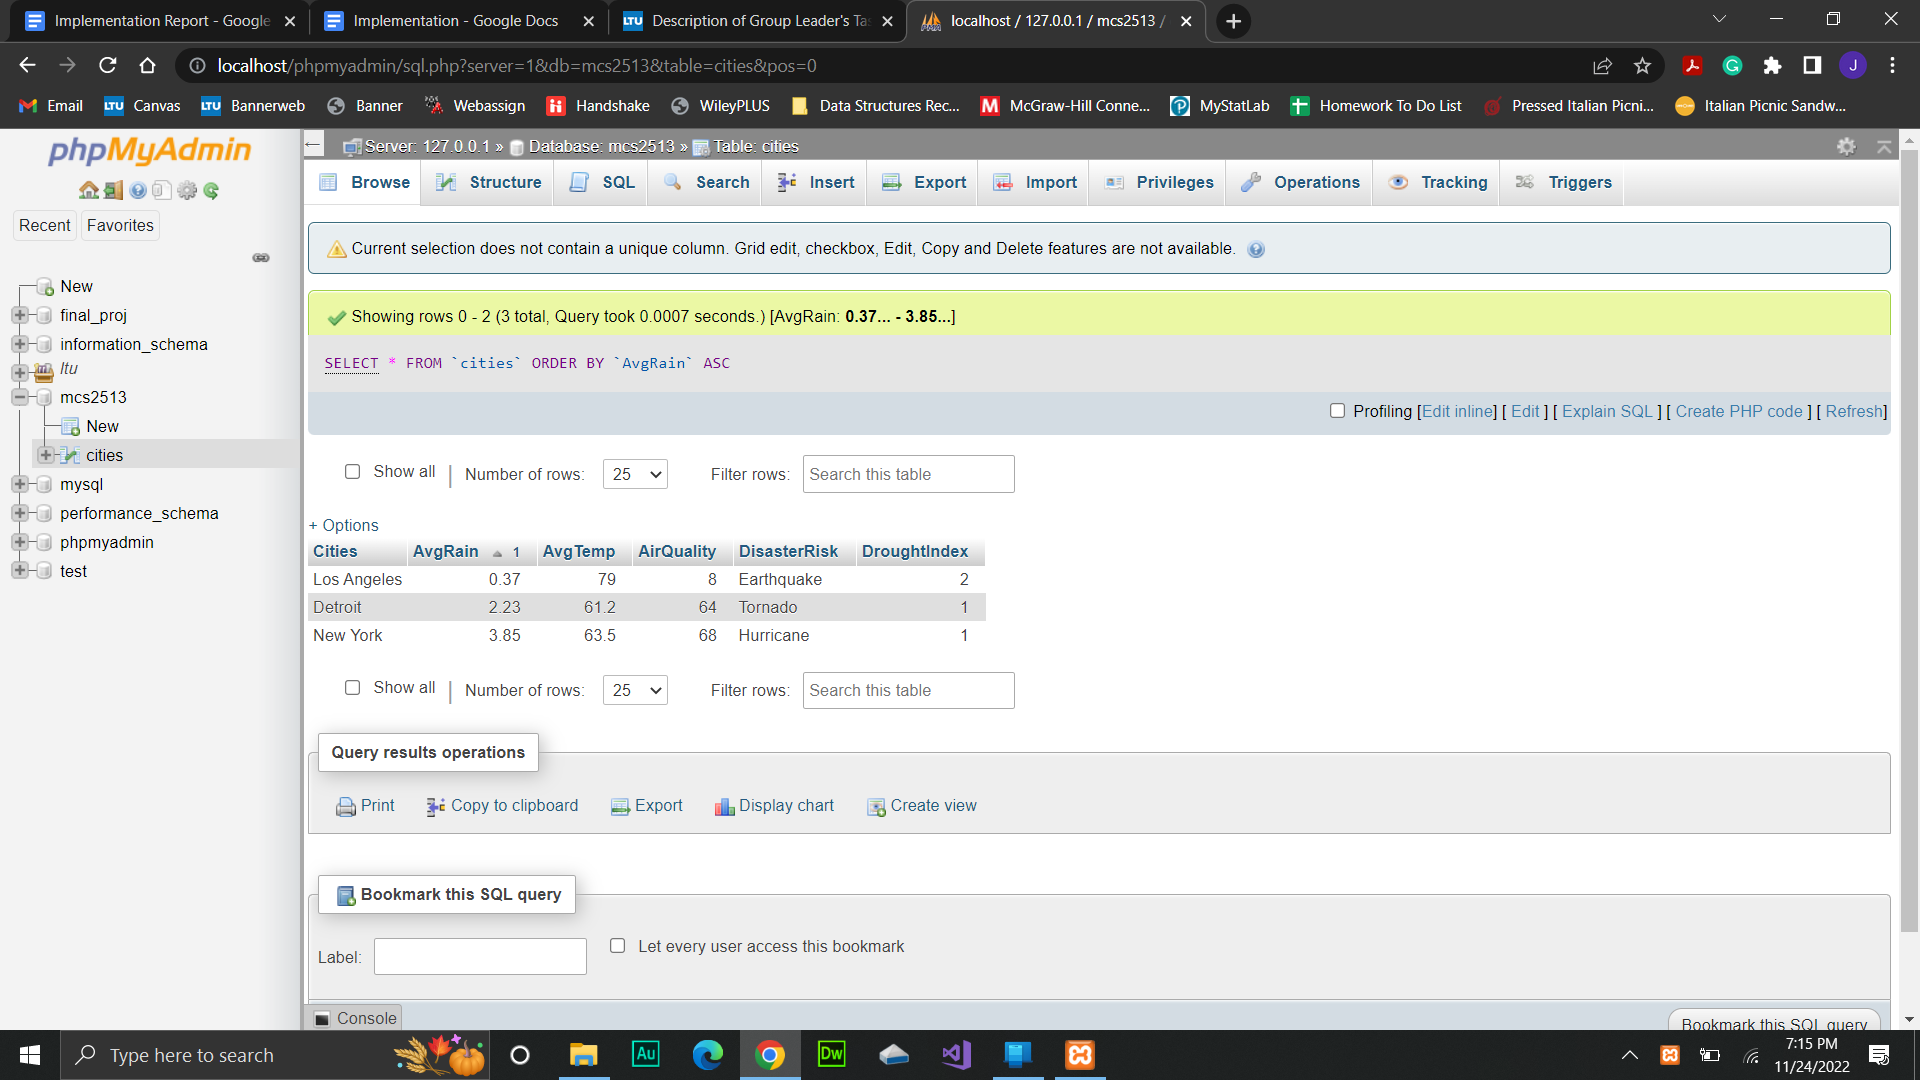 Implementation Report - Google
Implementation - Google Docs
LTU Description of Group Leader's Ta
localhost / 127.0.0.1 / mcs2513 /
localhost/phpmyadmin/sql.php?server=1&db=mcs2513&table=cities&pos=0
J
Email
LTU Canvas
LTU Bannerweb
Banner
Webassign
Handshake
WileyPLUS
Data Structures Rec...
McGraw-Hill Conne...
MyStatLab
Homework To Do List
Pressed Italian Picni...
Italian Picnic Sandw...
phpMyAdmin
Recent
Favorites
New
final_proj
information_schema
ltu
mcs2513
New
cities
mysql
performance_schema
phpmyadmin
test
Server: 127.0.0.1 » Database: mcs2513 » Table: cities
Browse
Structure
SQL
Search
Insert
Export
Import
Privileges
Operations
Tracking
Triggers
Current selection does not contain a unique column. Grid edit, checkbox, Edit, Copy and Delete features are not available.
Showing rows 0 - 2 (3 total, Query took 0.0007 seconds.) [AvgRain: 0.37... - 3.85...]
SELECT * FROM `cities` ORDER BY `AvgRain` ASC
Profiling [Edit inline] [ Edit ] [ Explain SQL ] [ Create PHP code ] [ Refresh]
Show all | Number of rows: 25 Filter rows: Search this table
+ Options
Cities AvgRain 1 AvgTemp AirQuality DisasterRisk DroughtIndex
Los Angeles 0.37 79 8 Earthquake 2
Detroit 2.23 61.2 64 Tornado 1
New York 3.85 63.5 68 Hurricane 1
Show all | Number of rows: 25 Filter rows: Search this table
Query results operations
Print
Copy to clipboard
Export
Display chart
Create view
Bookmark this SQL query
Label:
Let every user access this bookmark
Console
Bookmark this SQL query
Type here to search
Au
Dw
7:15 PM
11/24/2022